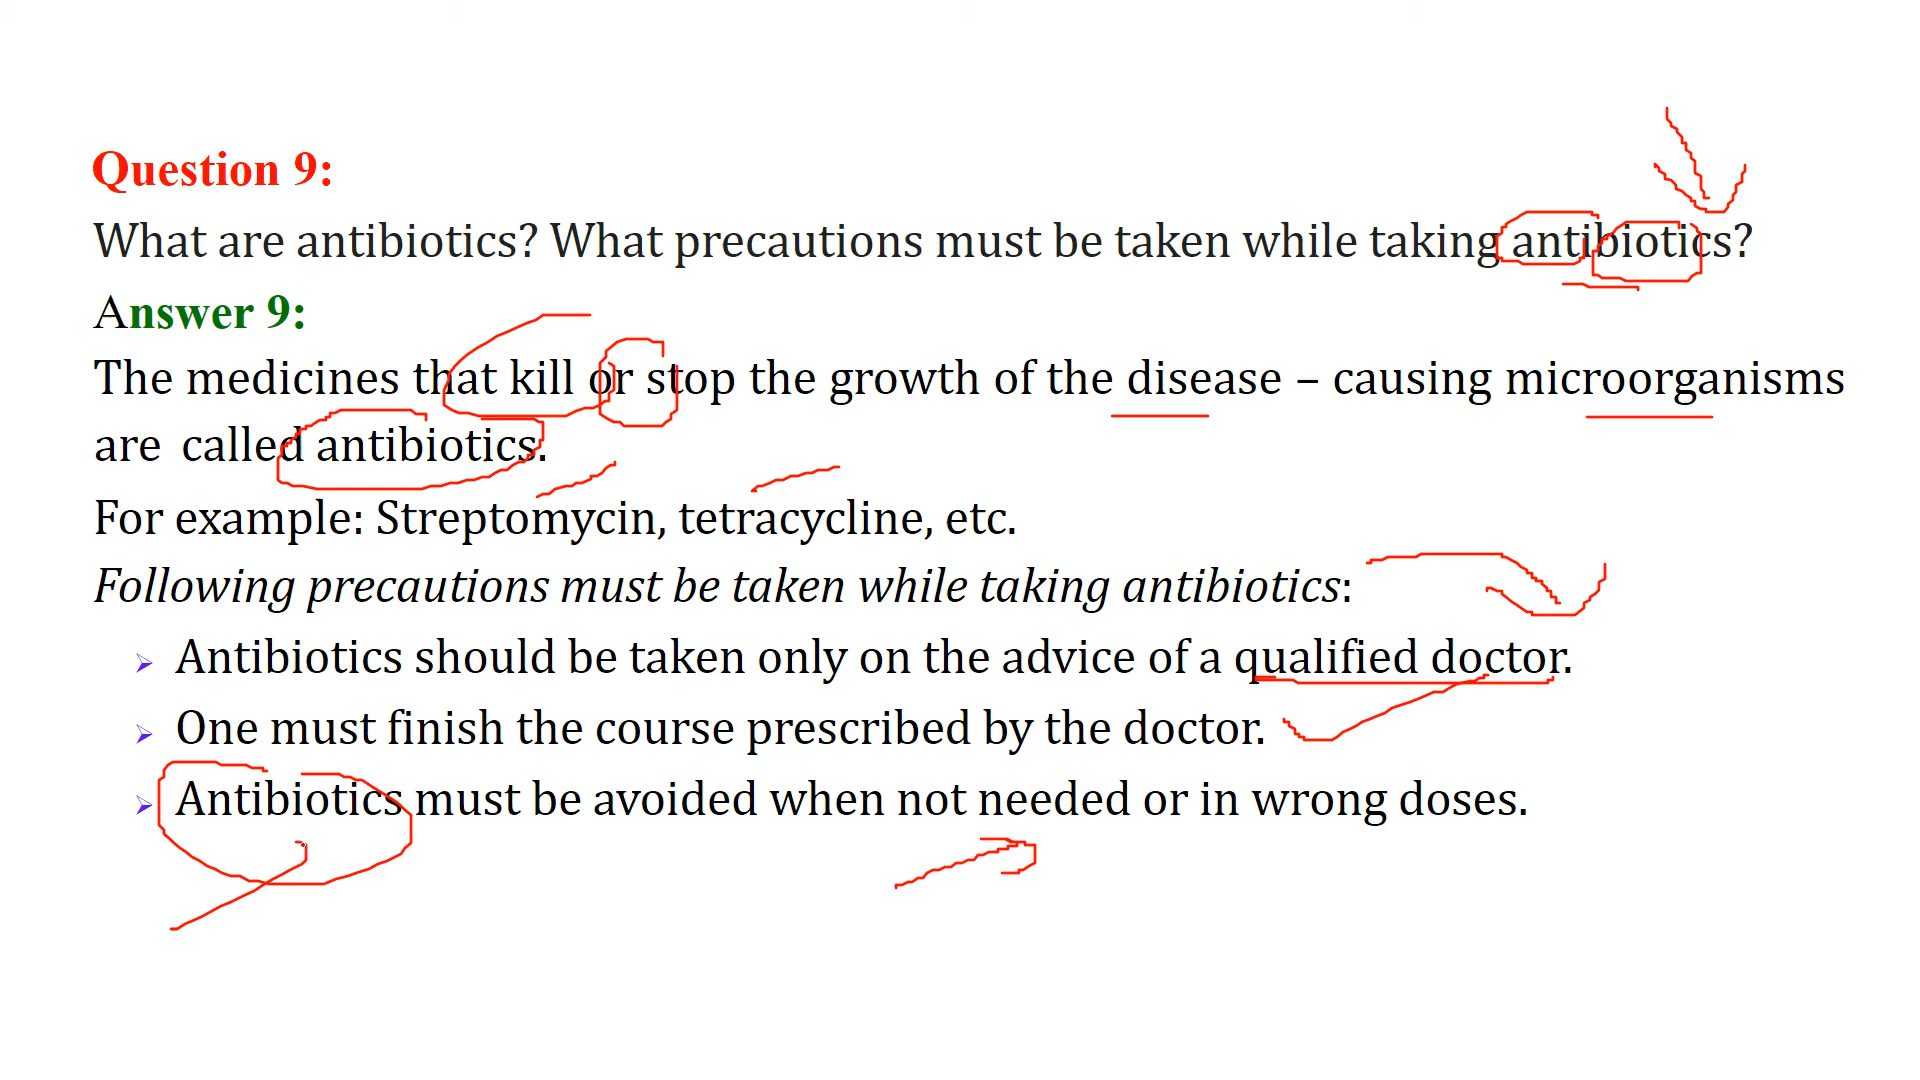 Question 9:
What are antibiotics? What precautions must be taken while taking antibiotics?
Answer 9:
The medicines that kill or stop the growth of the disease – causing microorganisms
are called antibiotics.
For example: Streptomycin, tetracycline, etc.
Following precautions must be taken while taking antibiotics:
➢ Antibiotics should be taken only on the advice of a qualified doctor.
➢ One must finish the course prescribed by the doctor.
➢ Antibiotics must be avoided when not needed or in wrong doses.